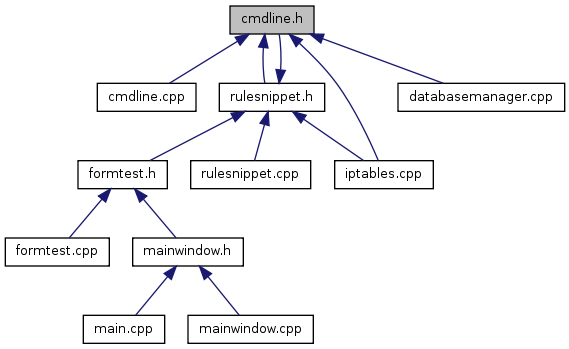 cmdline.h
cmdline.cpp
rulesnippet.h
databasemanager.cpp
formtest.h
rulesnippet.cpp
iptables.cpp
formtest.cpp
mainwindow.h
main.cpp
mainwindow.cpp